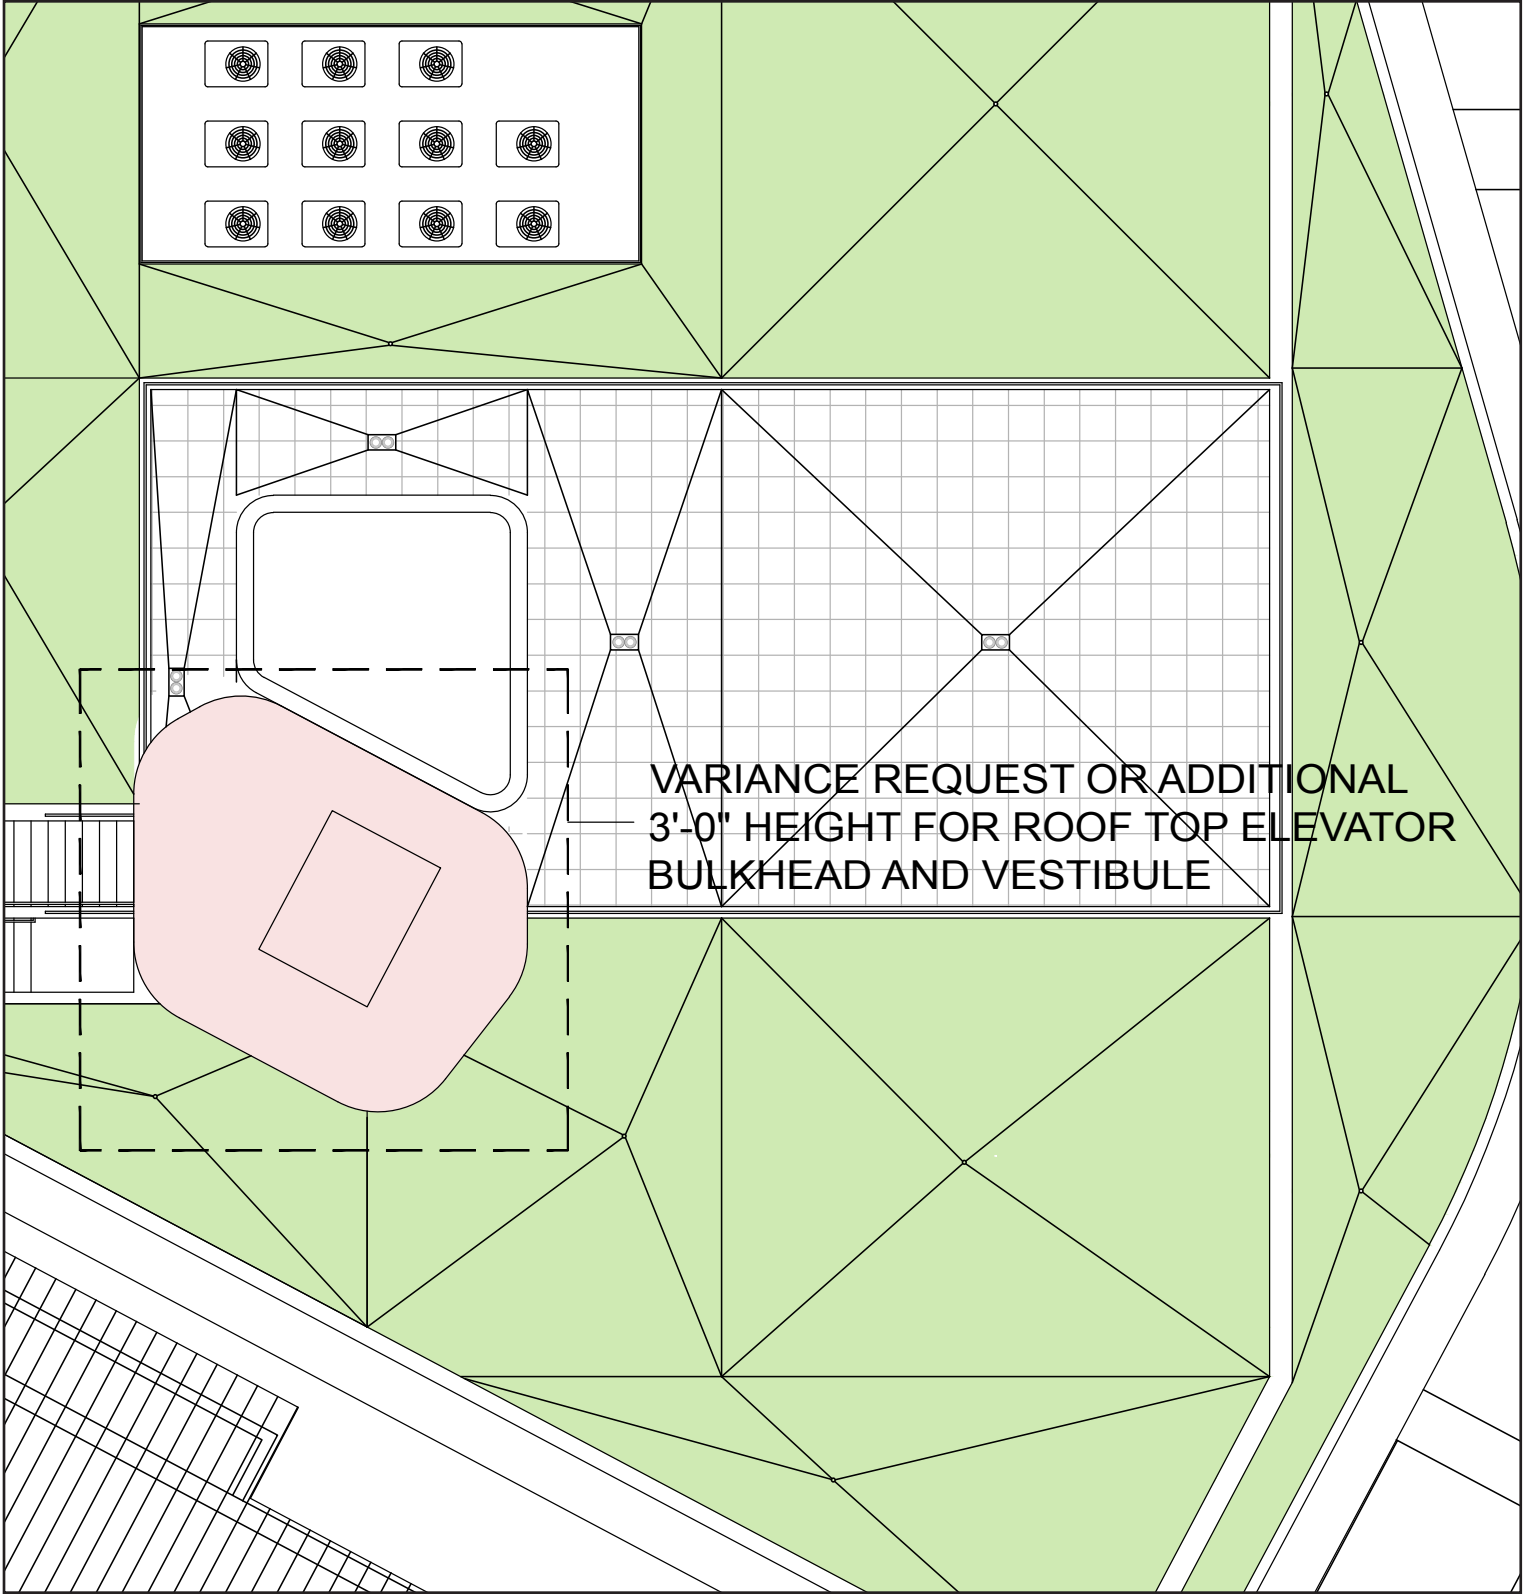 VARIANCE REQUEST OR ADDITIONAL
3'-0" HEIGHT FOR ROOF TOP ELEVATOR
BULKHEAD AND VESTIBULE